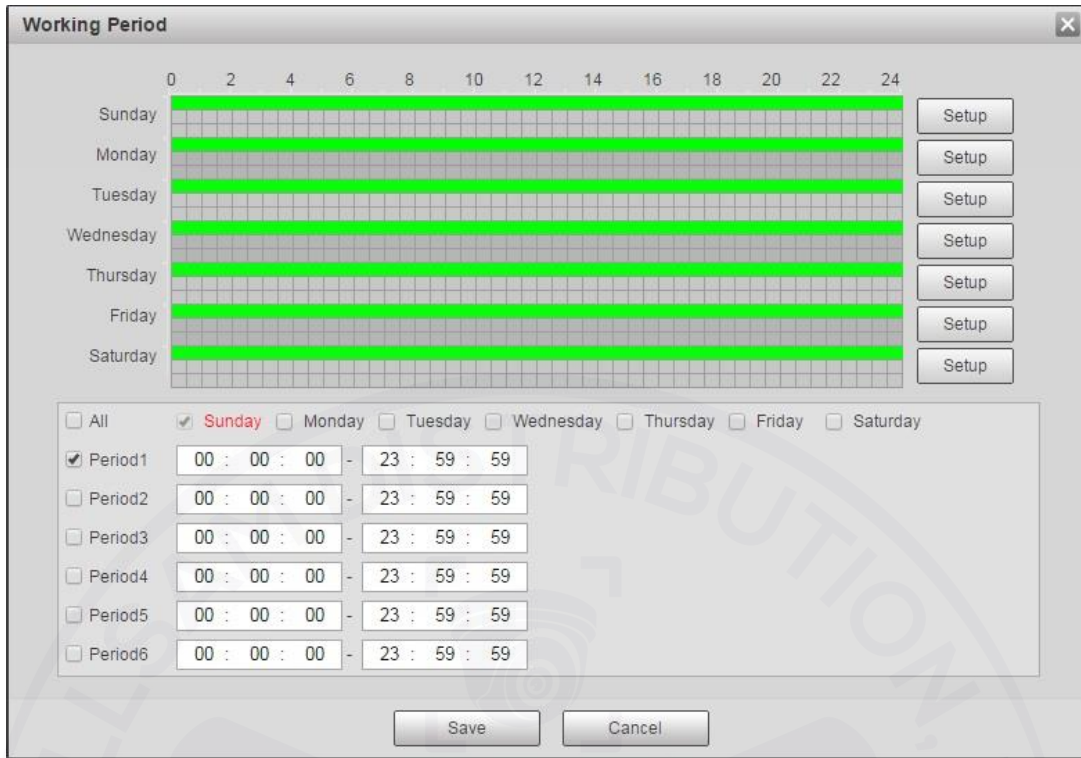 Working Period
0 2 4 6 8 10 12 14 16 18 20 22 24
Sunday Setup
Monday Setup
Tuesday Setup
Wednesday Setup
Thursday Setup
Friday Setup
Saturday Setup
All Sunday Monday Tuesday Wednesday Thursday Friday Saturday
Period1 00 : 00 : 00 - 23 : 59 : 59
Period2 00 : 00 : 00 - 23 : 59 : 59
Period3 00 : 00 : 00 - 23 : 59 : 59
Period4 00 : 00 : 00 - 23 : 59 : 59
Period5 00 : 00 : 00 - 23 : 59 : 59
Period6 00 : 00 : 00 - 23 : 59 : 59
Save Cancel
DISTRIBUTION,